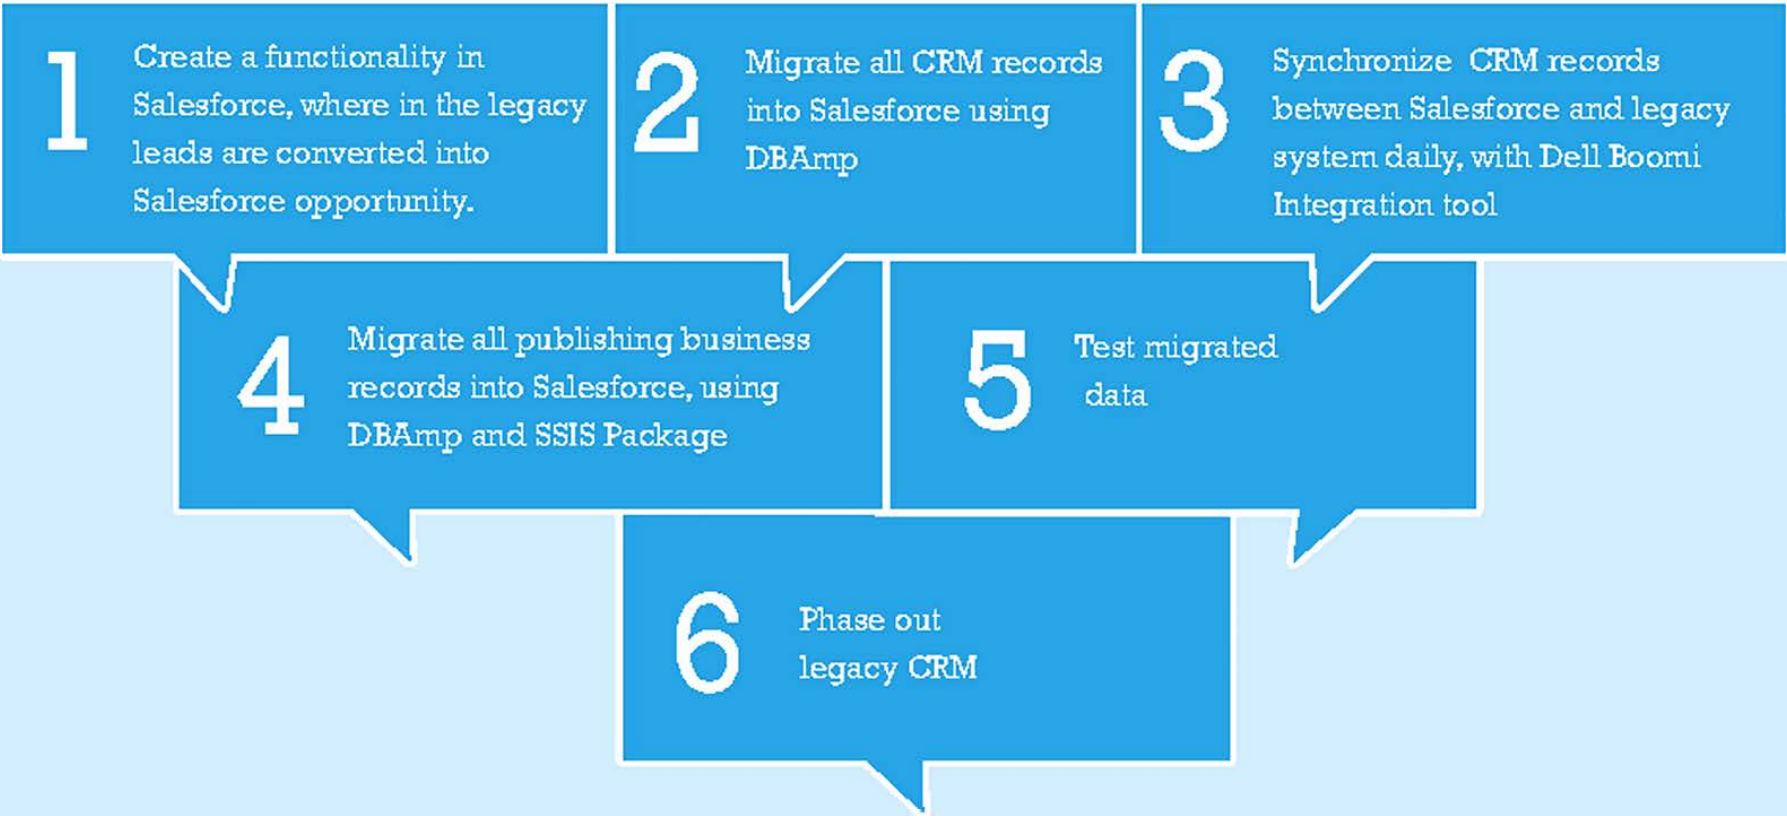 1
Create a functionality in
Salesforce, where in the legacy
leads are converted into
Salesforce opportunity.
2
Migrate all CRM records
into Salesforce using
DBAmp
3
Synchronize CRM records
between Salesforce and legacy
system daily, with Dell Boomi
Integration tool
4
Migrate all publishing business
records into Salesforce, using
DBAmp and SSIS Package
5
Test migrated
data
6
Phase out
legacy CRM